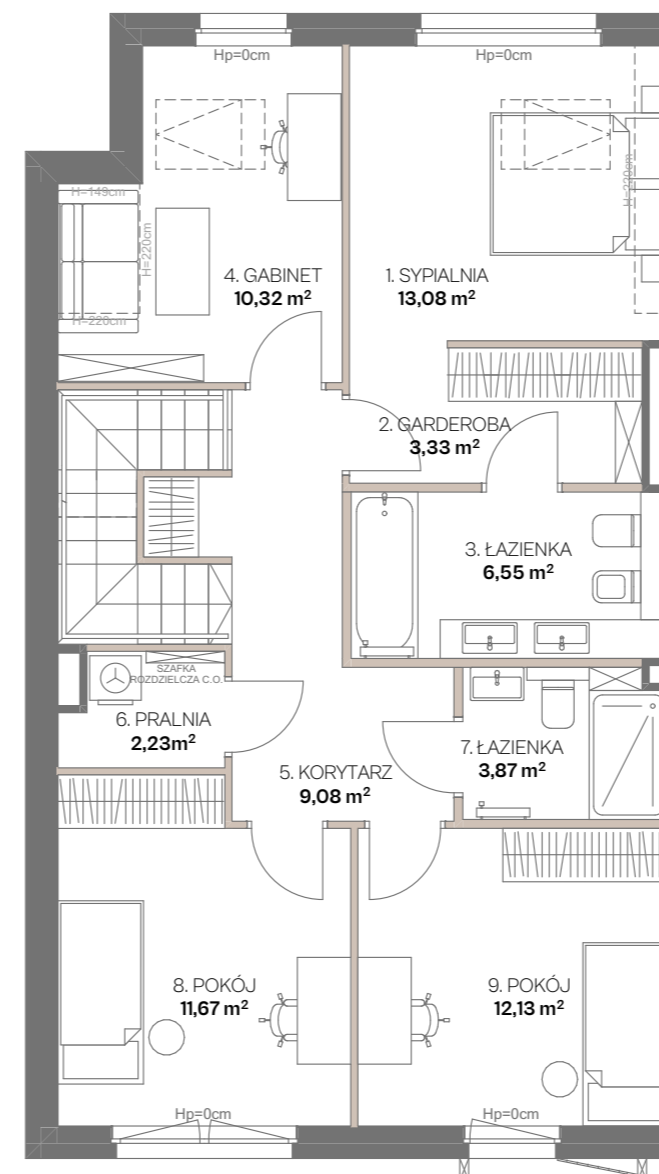 Hp=0cm
Hp=0cm
H=149cm
H=220cm
H=220cm
H=220cm
4. GABINET
10,32 m²
1. SYPIALNIA
13,08 m²
2. GARDEROBA
3,33 m²
3. ŁAZIENKA
6,55 m²
SZAFKA
ROZDZIELCZA C.O.
6. PRALNIA
2,23m²
7. ŁAZIENKA
3,87 m²
5. KORYTARZ
9,08 m²
8. POKÓJ
11,67 m²
9. POKÓJ
12,13 m²
Hp=0cm
Hp=0cm